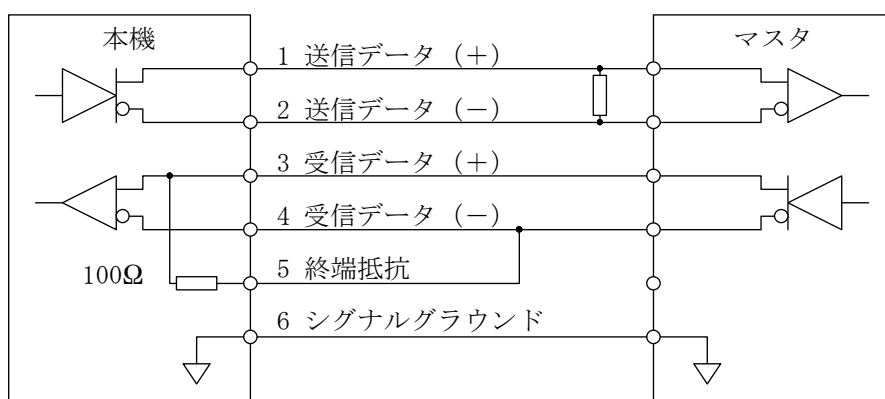 本機
マスタ
1 送信データ (+)
2 送信データ (−)
3 受信データ (+)
4 受信データ (−)
5 終端抵抗
100Ω
6 シグナルグラウンド